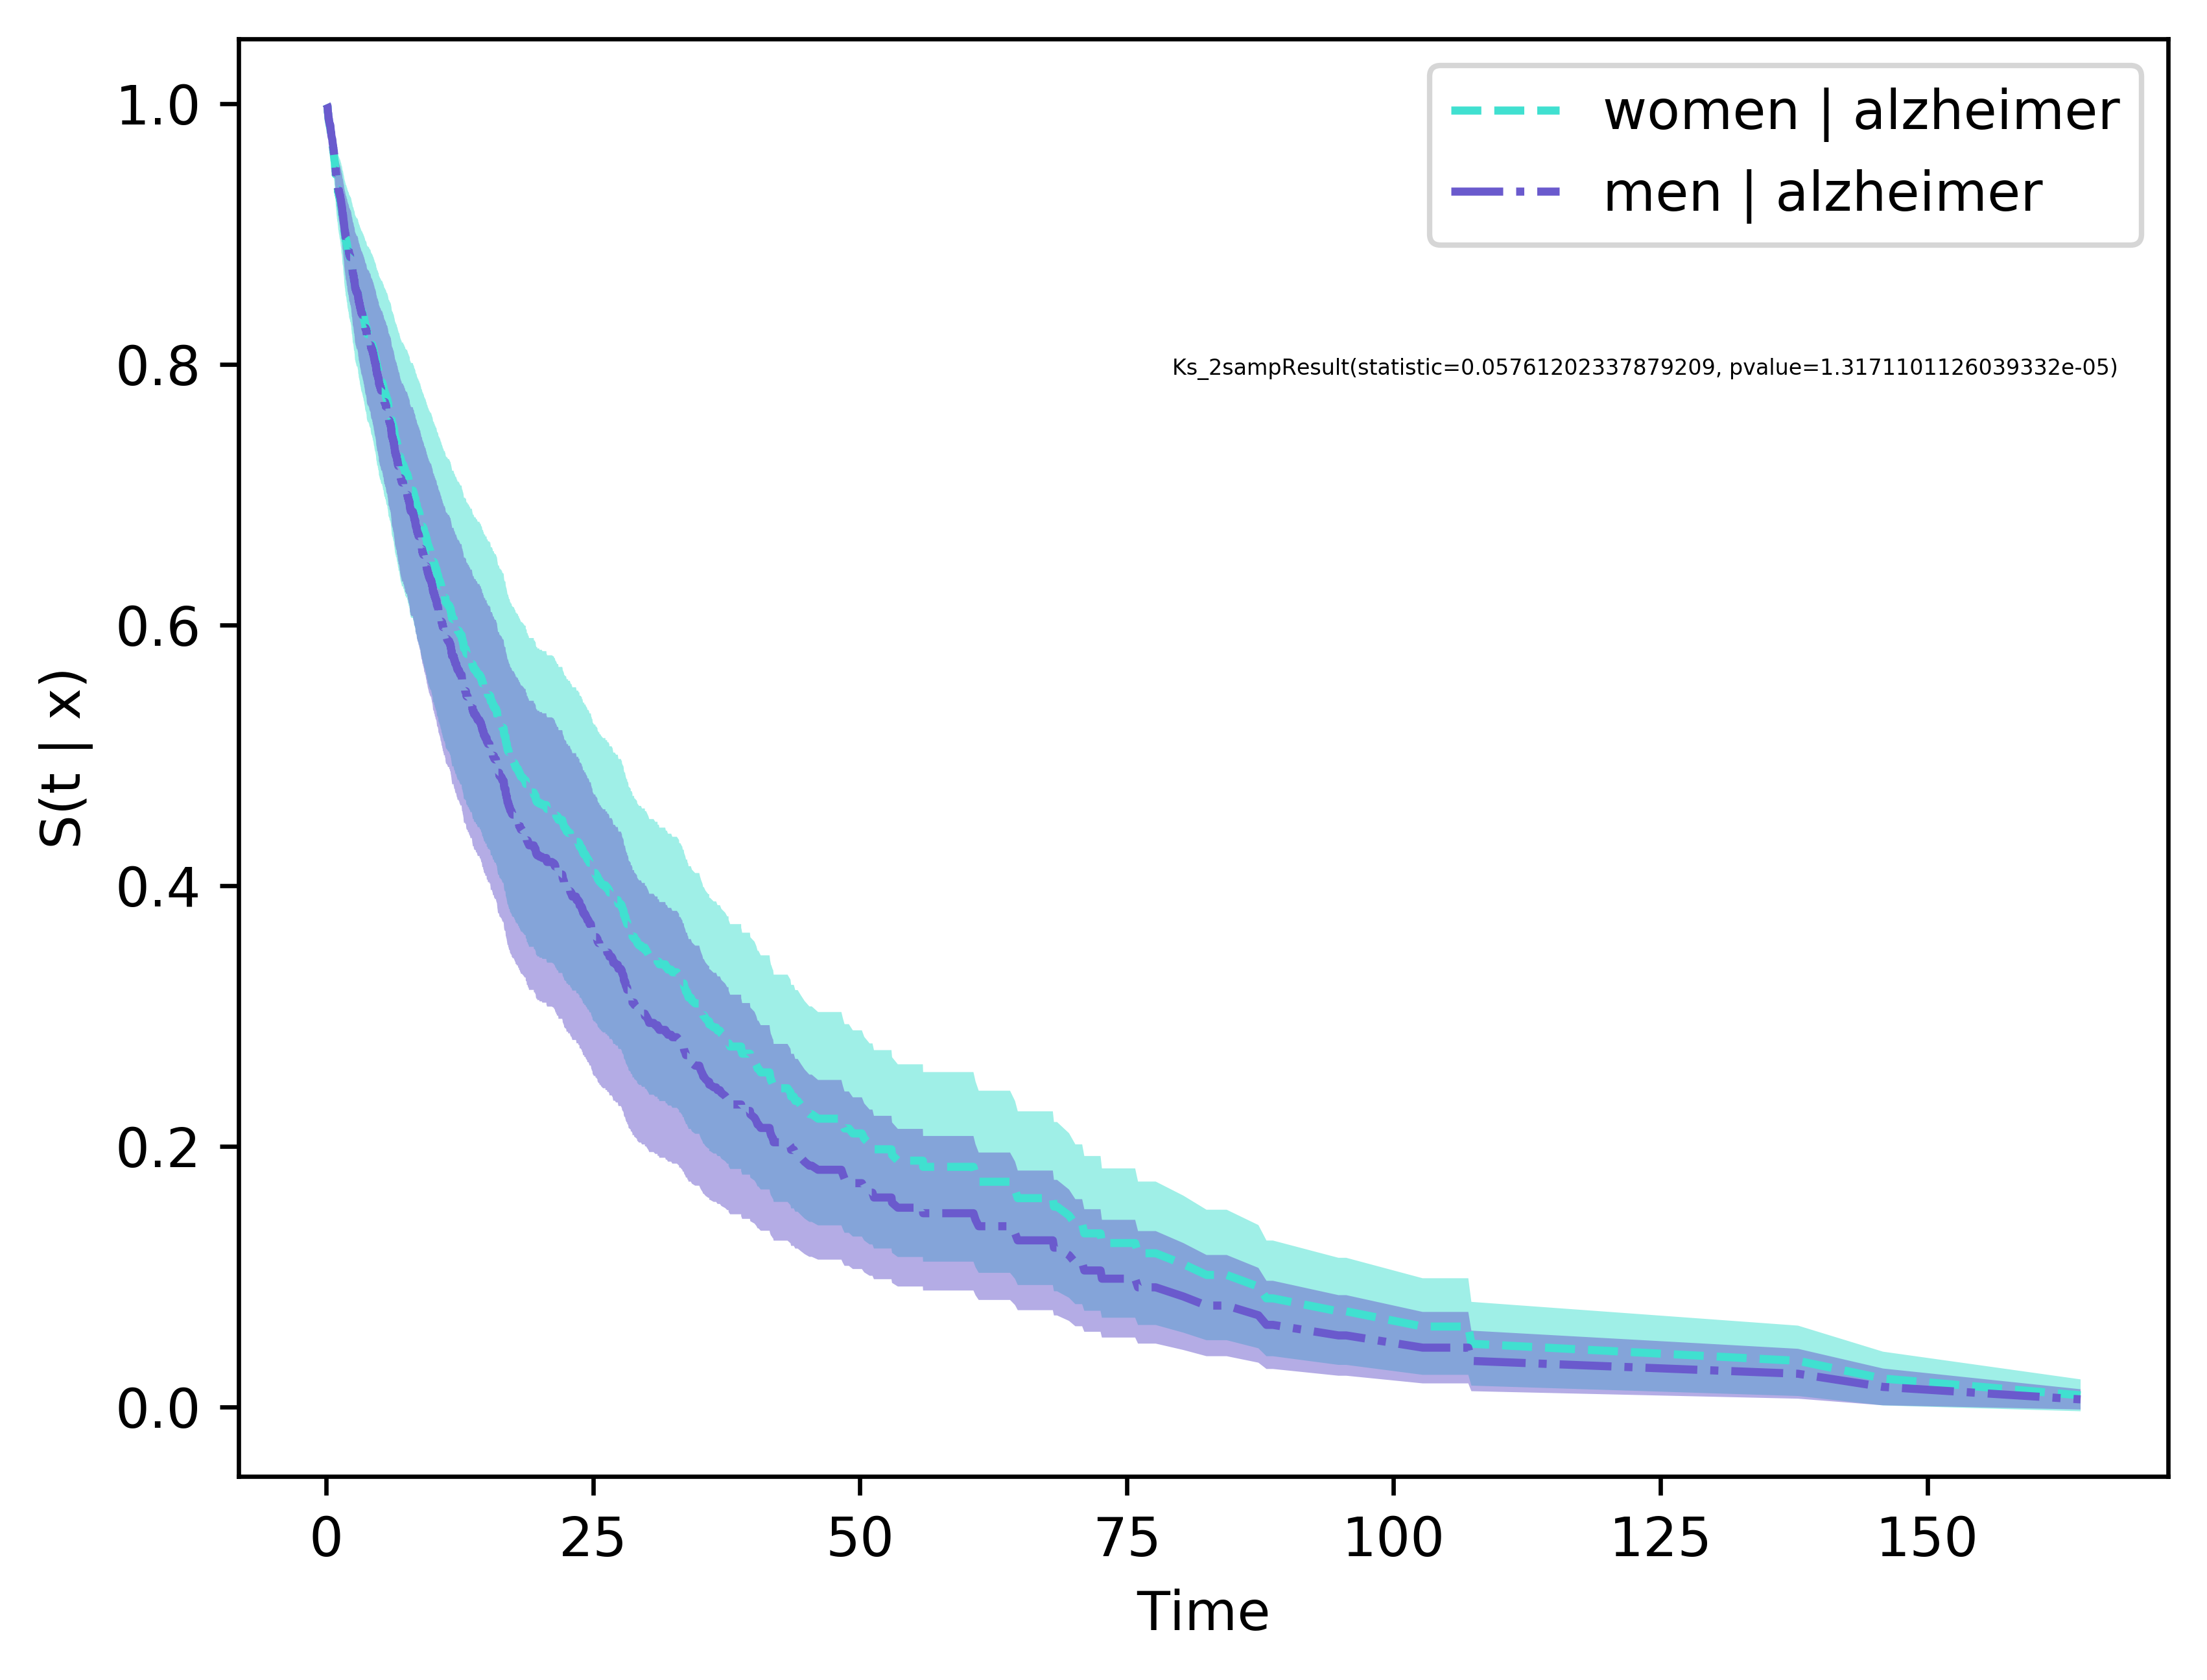 women | alzheimer
men | alzheimer
Ks_2sampResult(statistic=0.05761202337879209, pvalue=1.3171101126039332e-05)
1.0
0.8
0.6
0.4
0.2
0.0
S(t | x)
0 25 50 75 100 125 150
Time